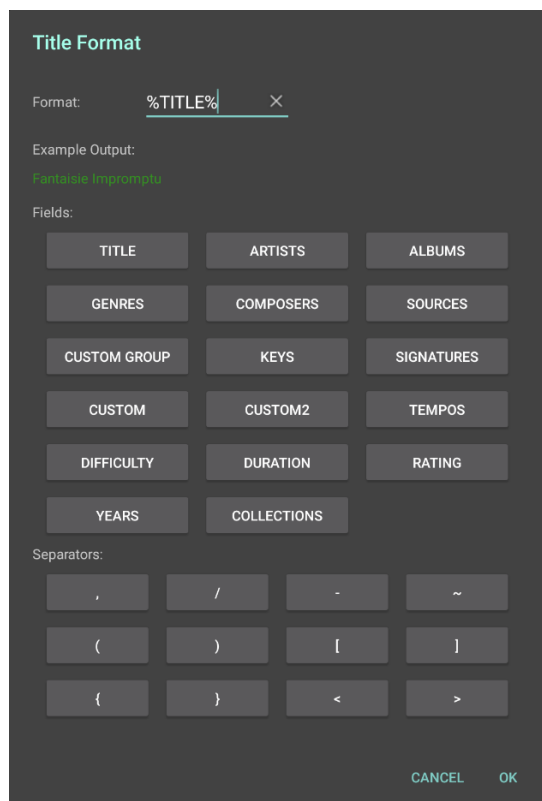 Title Format
Format: %TITLE%
Example Output:
Fantaisie Impromptu
Fields:
TITLE ARTISTS ALBUMS
GENRES COMPOSERS SOURCES
CUSTOM GROUP KEYS SIGNATURES
CUSTOM CUSTOM2 TEMPOS
DIFFICULTY DURATION RATING
YEARS COLLECTIONS
Separators:
, / - ~
( ) [ ]
{ } < >
CANCEL OK